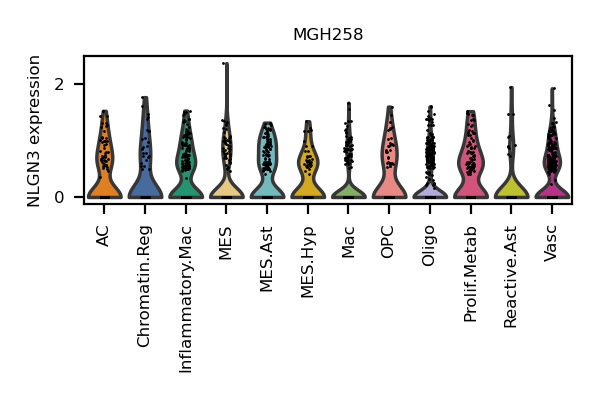 MGH258
NLGN3 expression
2
0
AC
Chromatin.Reg
Inflammatory.Mac
MES
MES.Ast
MES.Hyp
Mac
OPC
Oligo
Prolif.Metab
Reactive.Ast
Vasc